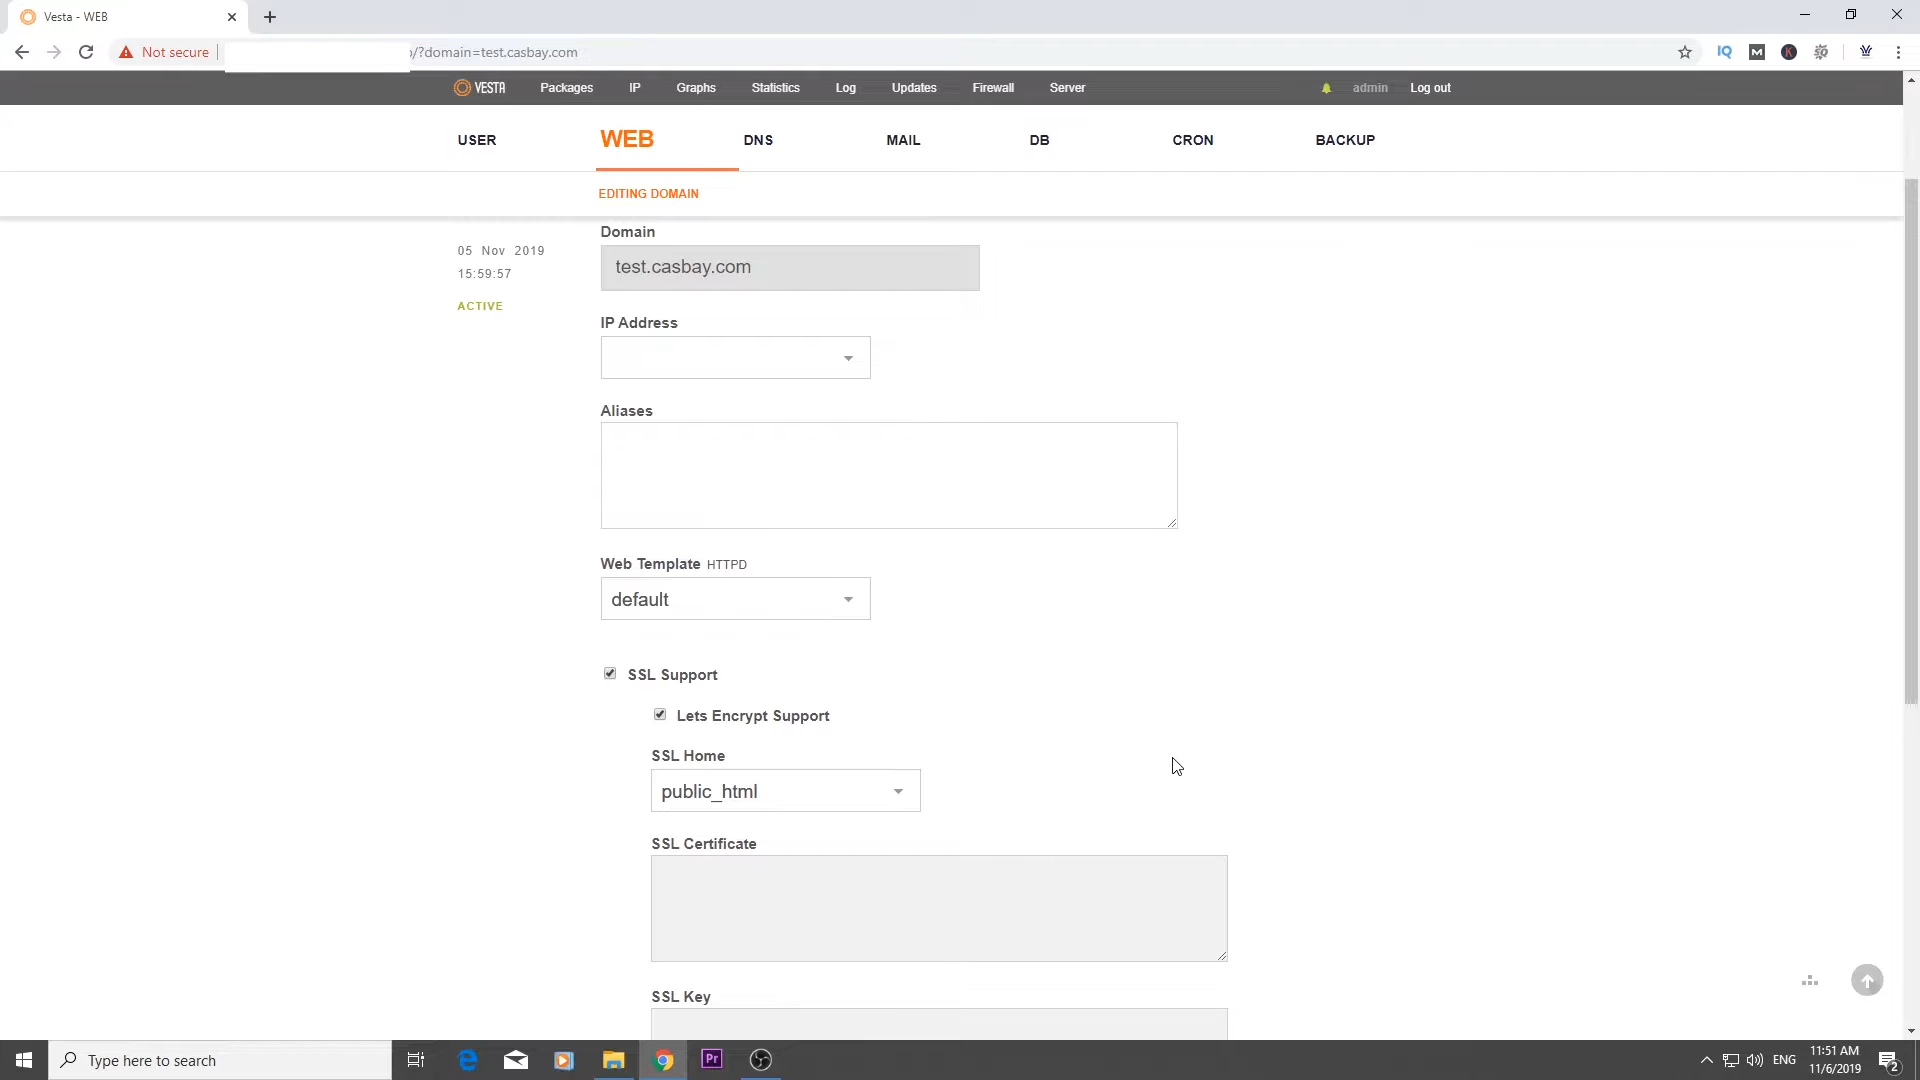 Vesta - WEB
Not secure
/?domain=test.casbay.com
IQ
M
K
VESTA Packages IP Graphs Statistics Log Updates Firewall Server admin Log out
USER WEB DNS MAIL DB CRON BACKUP
EDITING DOMAIN
05 Nov 2019
15:59:57
ACTIVE
Domain
test.casbay.com
IP Address
Aliases
Web Template HTTPD
default
SSL Support
Lets Encrypt Support
SSL Home
public_html
SSL Certificate
SSL Key
Type here to search
Pr
ENG
11:51 AM
11/6/2019
2